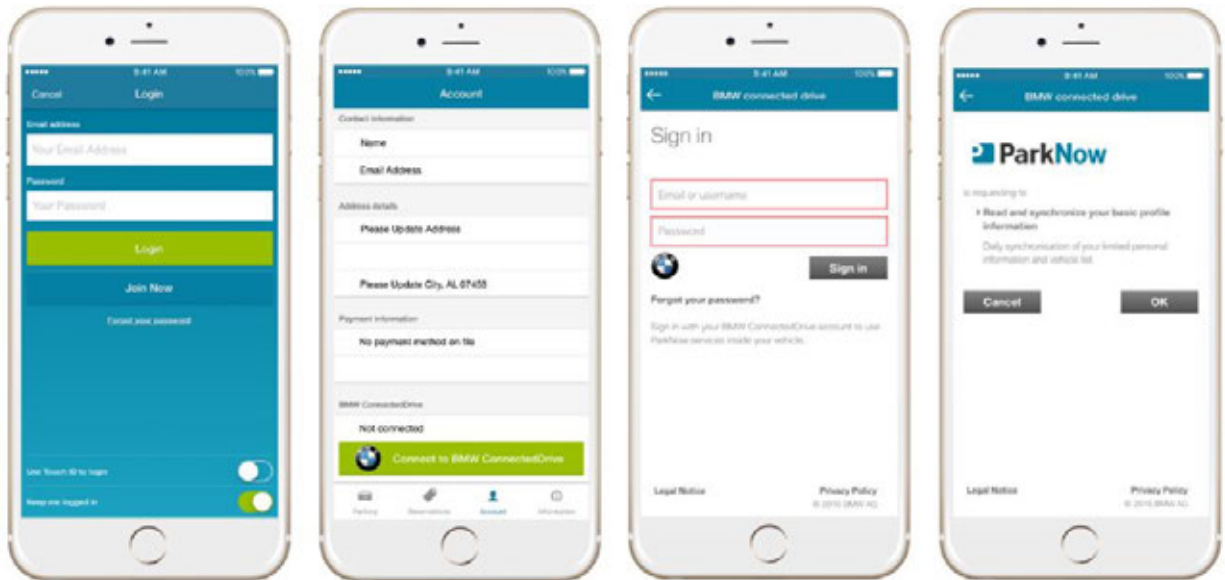 9:41 AM 100%
Cancel Login
Email address
Your Email Address
Password
Your Password
Login
Join Now
Forgot your password
Use Touch ID to login
Keep me logged in
9:41 AM 100%
Account
Contact information
Name
Email Address
Address details
Please Update Address
Please Update City, AL 07458
Payment information
No payment method on file
BMW ConnectedDrive
Not connected
Connect to BMW ConnectedDrive
Parking Reservations Account Information
9:41 AM 100%
BMW connected drive
Sign in
Email or username
Password
Sign in
Forgot your password?
Sign in with your BMW ConnectedDrive account to use
ParkNow services inside your vehicle.
Legal Notice Privacy Policy
© 2016 BMW AG
9:41 AM 100%
BMW connected drive
ParkNow
is requesting to
Read and synchronize your basic profile
information
Daily synchronisation of your limited personal
information and vehicle list.
Cancel OK
Legal Notice Privacy Policy
© 2016 BMW AG